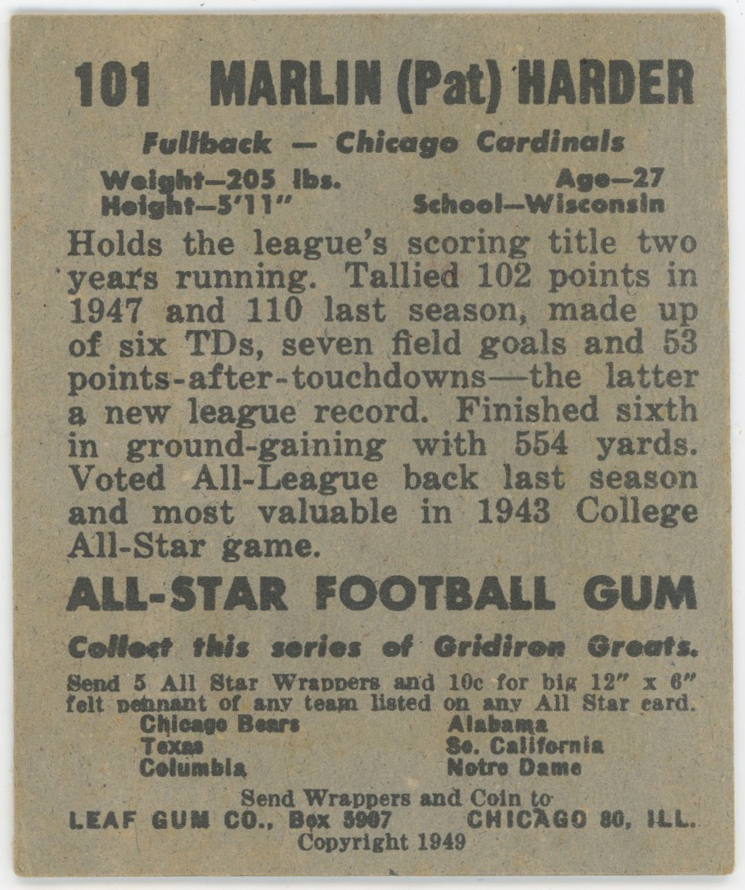 101 MARLIN (Pat) HARDER
Fullback — Chicago Cardinals
Weight—205 lbs. Age—27
Height—5'11" School—Wisconsin
Holds the league's scoring title two
years running. Tallied 102 points in
1947 and 110 last season, made up
of six TDs, seven field goals and 53
points-after-touchdowns—the latter
a new league record. Finished sixth
in ground-gaining with 554 yards.
Voted All-League back last season
and most valuable in 1943 College
All-Star game.
ALL-STAR FOOTBALL GUM
Collect this series of Gridiron Greats.
Send 5 All Star Wrappers and 10c for big 12" x 6"
felt pennant of any team listed on any All Star card.
Chicago Bears Alabama
Texas So. California
Columbia Notre Dame
Send Wrappers and Coin to
LEAF GUM CO., Box 5907 CHICAGO 80, ILL.
Copyright 1949